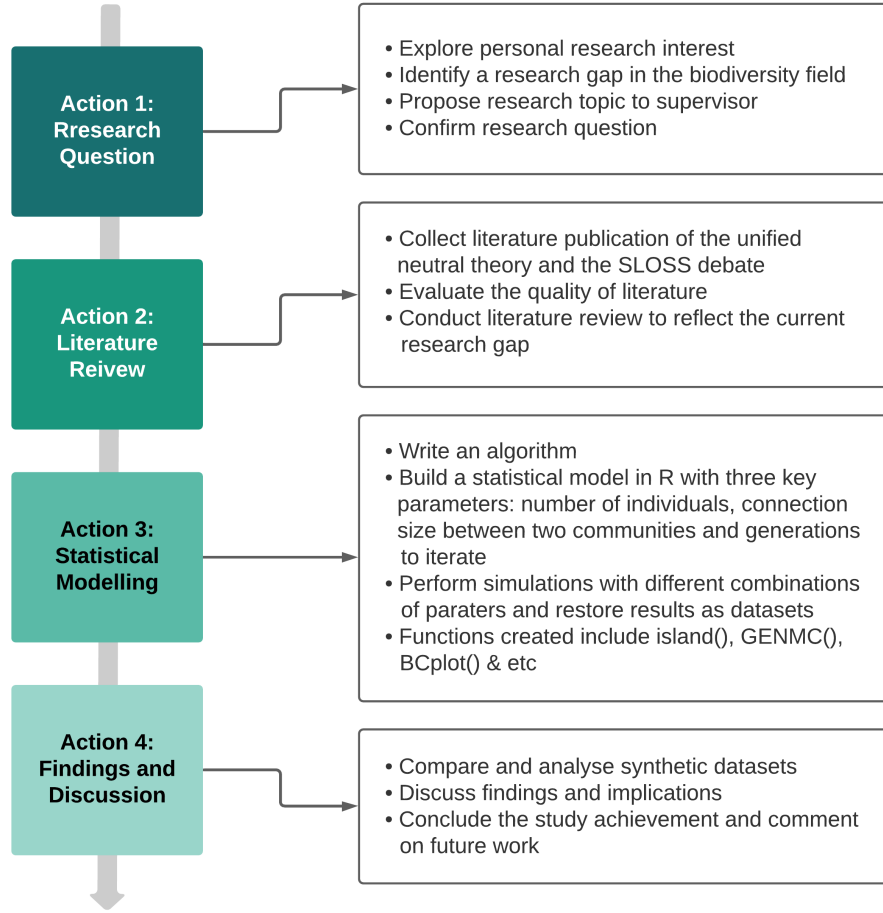 Action 1:
Rresearch
Question
• Explore personal research interest
• Identify a research gap in the biodiversity field
• Propose research topic to supervisor
• Confirm research question
Action 2:
Literature
Reivew
• Collect literature publication of the unified
neutral theory and the SLOSS debate
• Evaluate the quality of literature
• Conduct literature review to reflect the current
research gap
Action 3:
Statistical
Modelling
• Write an algorithm
• Build a statistical model in R with three key
parameters: number of individuals, connection
size between two communities and generations
to iterate
• Perform simulations with different combinations
of paraters and restore results as datasets
• Functions created include island(), GENMC(),
BCplot() & etc
Action 4:
Findings and
Discussion
• Compare and analyse synthetic datasets
• Discuss findings and implications
• Conclude the study achievement and comment
on future work